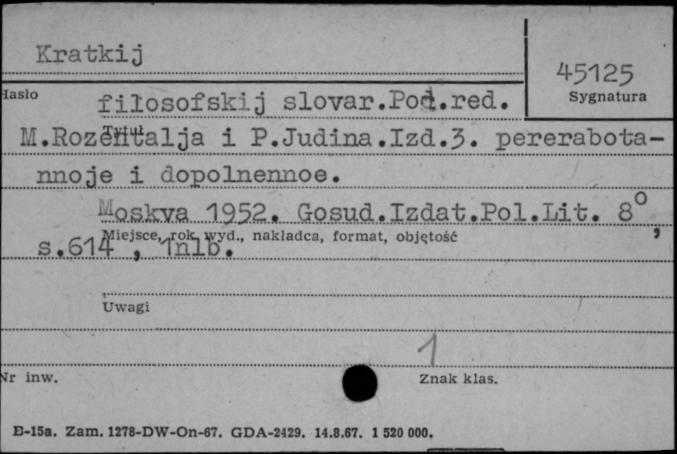 Kratkij
45125
Hasło
Sygnatura
filosofskij slovar.Pod.red.
Tytuł
M.Rozentalja i P.Judina.Izd.3. pererabota-
nnoje i dopolnennoe.
Moskva 1952. Gosud.Izdat.Pol.Lit. 8°,
Miejsce, rok wyd., nakładca, format, objętość
s.614 , 1nlb.
Uwagi
1
Nr inw.
Znak klas.
B-15a. Zam. 1278-DW-On-67. GDA-2429. 14.8.67. 1 520 000.